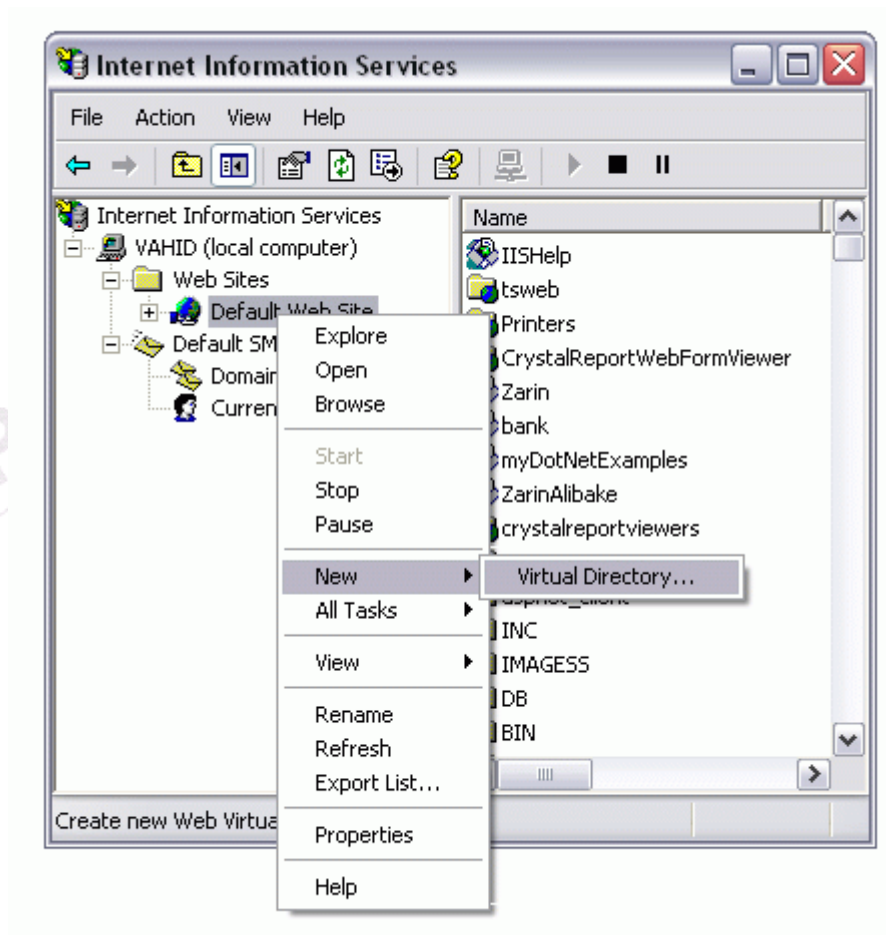 Internet Information Services
File Action View Help
Internet Information Services
VAHID (local computer)
Web Sites
Default Web Site
Default SM
Domain
Curren
Name
IISHelp
tsweb
Printers
CrystalReportWebFormViewer
Zarin
bank
myDotNetExamples
ZarinAlibake
crystalreportviewers
aspnet_client
INC
IMAGESS
DB
BIN
Explore
Open
Browse
Start
Stop
Pause
New
All Tasks
View
Rename
Refresh
Export List...
Properties
Help
Virtual Directory...
Create new Web Virtua